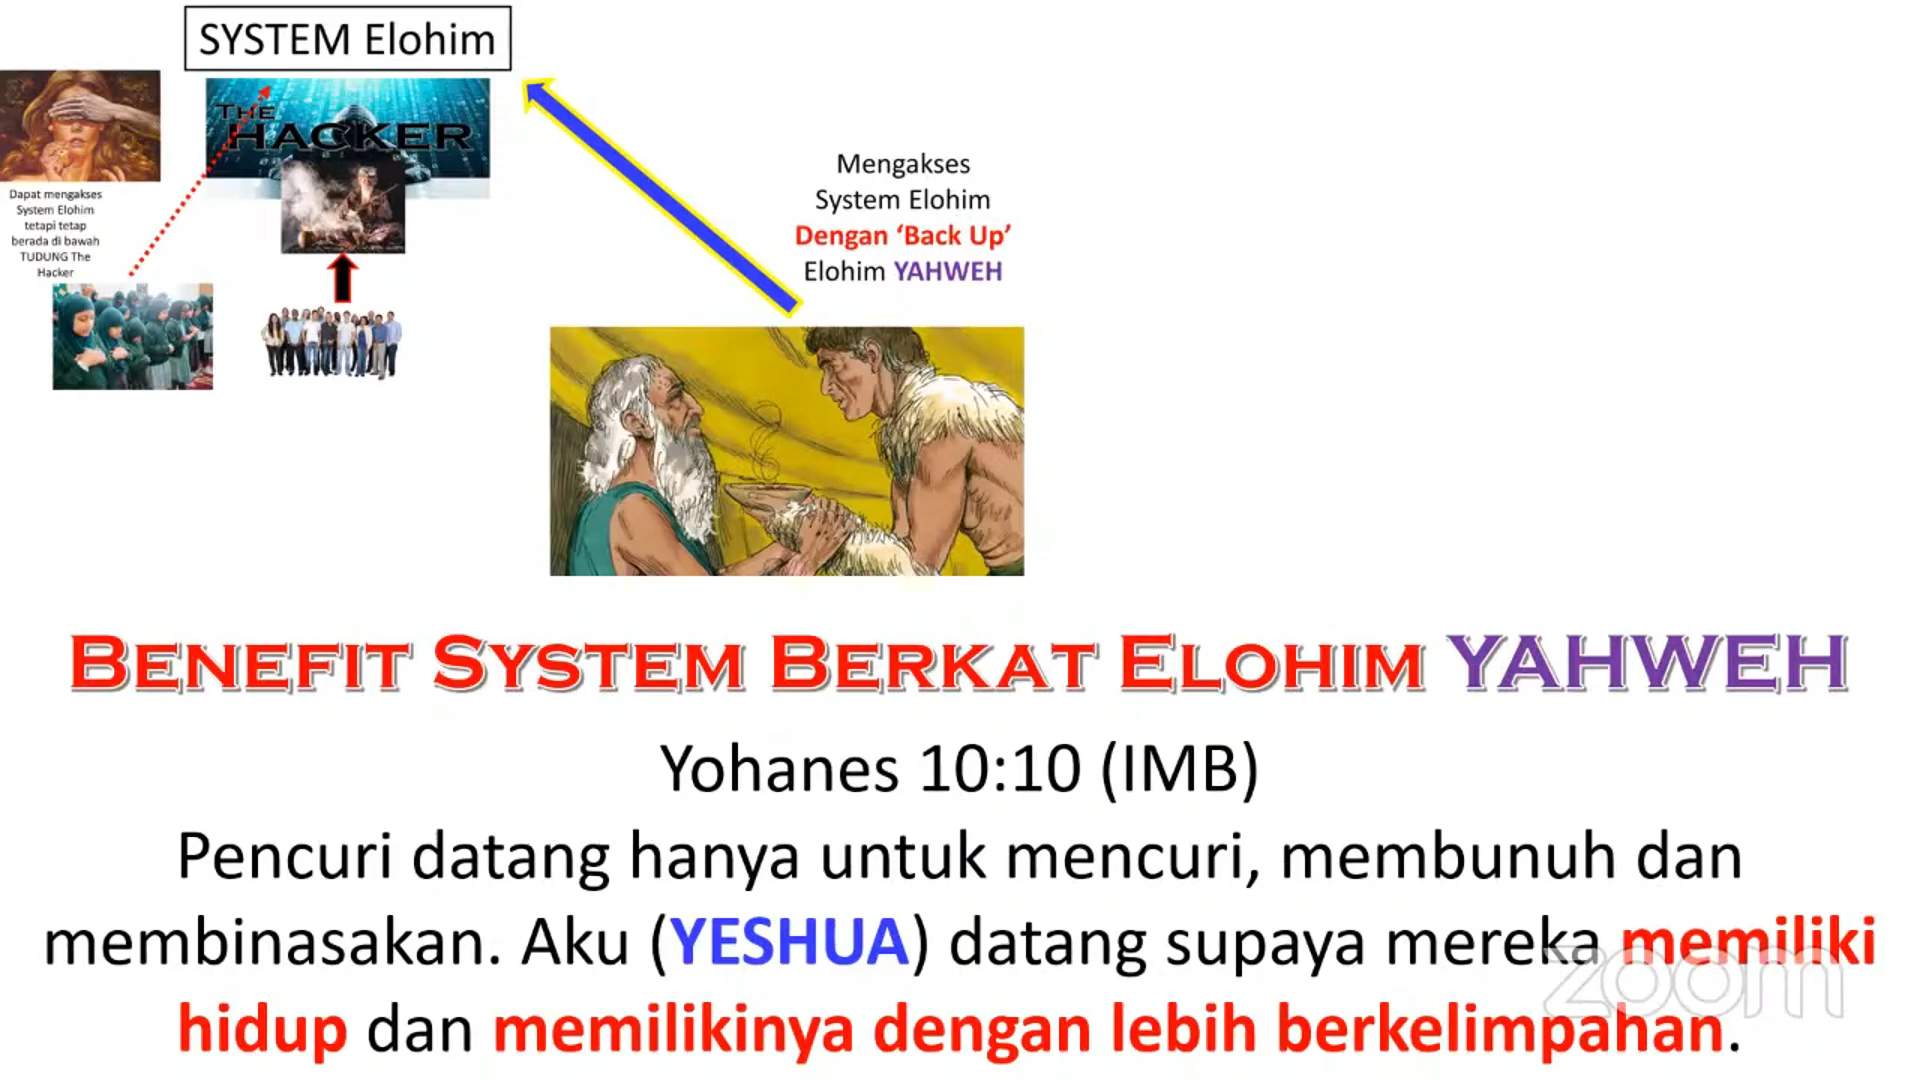 SYSTEM Elohim
THE
HACKER
Dapat mengakses
System Elohim
tetapi tetap
berada di bawah
TUDUNG The
Hacker
Mengakses
System Elohim
Dengan ‘Back Up’
Elohim YAHWEH
BENEFIT SYSTEM BERKAT ELOHIM YAHWEH
Yohanes 10:10 (IMB)
Pencuri datang hanya untuk mencuri, membunuh dan
membinasakan. Aku (YESHUA) datang supaya mereka memiliki
hidup dan memilikinya dengan lebih berkelimpahan.
zoom